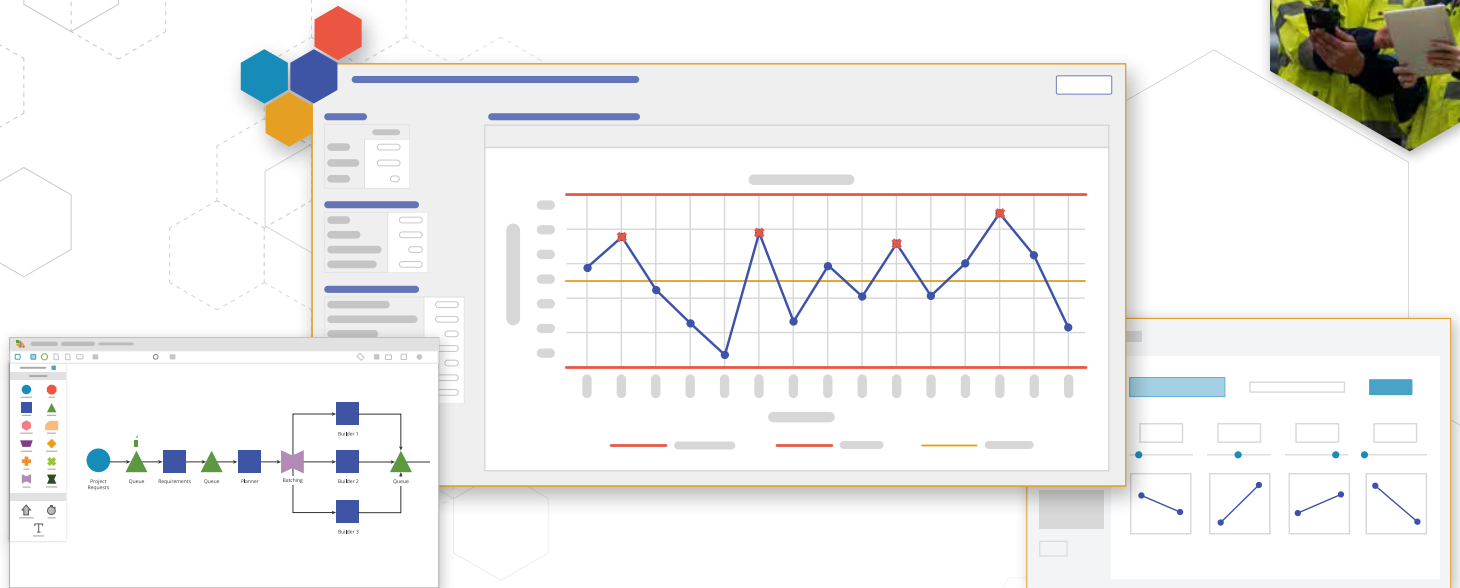 Builder 1
Project
Requests
Queue
Requirements
Queue
Planner
Batching
Builder 2
Queue
Builder 3
T